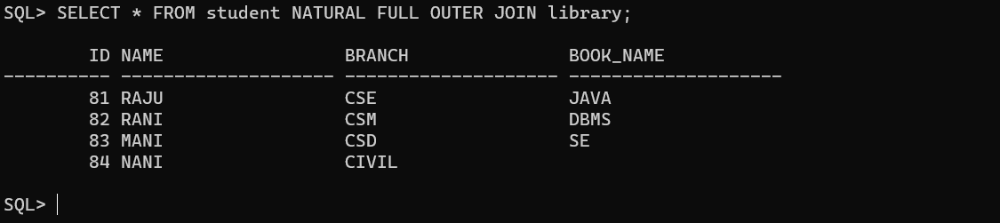 SQL> SELECT * FROM student NATURAL FULL OUTER JOIN library;
        ID NAME                 BRANCH               BOOK_NAME
---------- -------------------- -------------------- --------------------
        81 RAJU                 CSE                  JAVA
        82 RANI                 CSM                  DBMS
        83 MANI                 CSD                  SE
        84 NANI                 CIVIL
SQL>